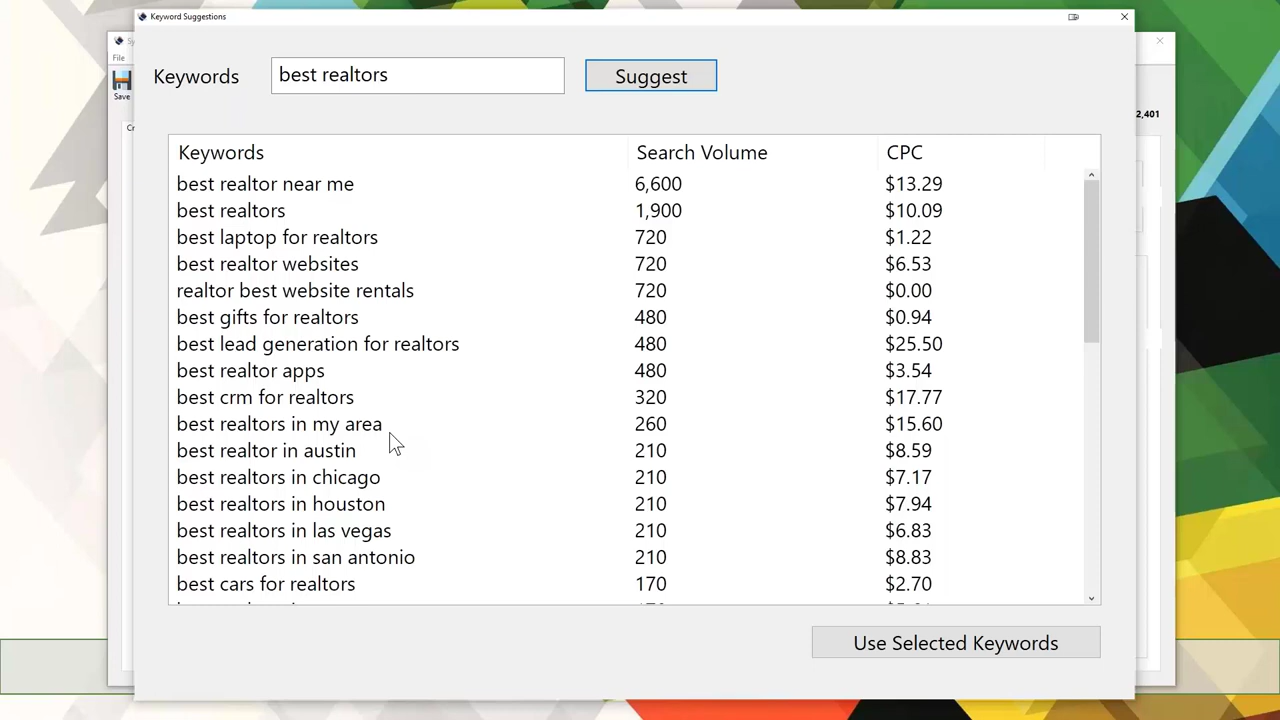 Keyword Suggestions
File
Save
2,401
Keywords best realtors Suggest
Keywords Search Volume CPC
best realtor near me 6,600 $13.29
best realtors 1,900 $10.09
best laptop for realtors 720 $1.22
best realtor websites 720 $6.53
realtor best website rentals 720 $0.00
best gifts for realtors 480 $0.94
best lead generation for realtors 480 $25.50
best realtor apps 480 $3.54
best crm for realtors 320 $17.77
best realtors in my area 260 $15.60
best realtor in austin 210 $8.59
best realtors in chicago 210 $7.17
best realtors in houston 210 $7.94
best realtors in las vegas 210 $6.83
best realtors in san antonio 210 $8.83
best cars for realtors 170 $2.70
Use Selected Keywords